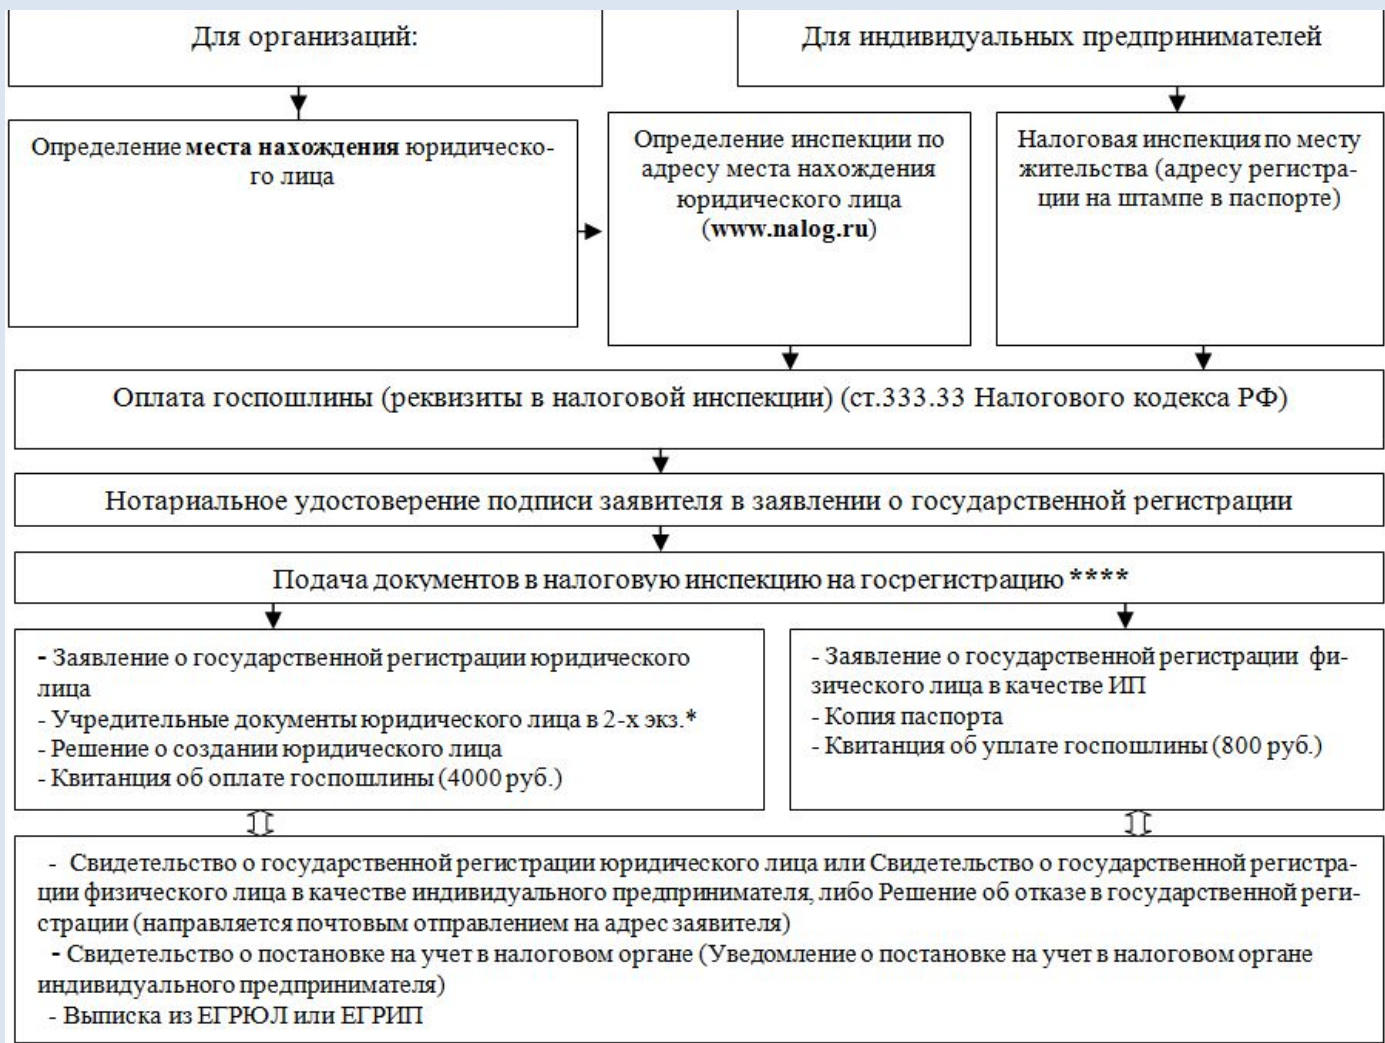 Для организаций:
Для индивидуальных предпринимателей
Определение места нахождения юридическо-
го лица
Определение инспекции по
адресу места нахождения
юридического лица
(www.nalog.ru)
Налоговая инспекция по месту
жительства (адресу регистра-
ции на штампе в паспорте)
Оплата госпошлины (реквизиты в налоговой инспекции) (ст.333.33 Налогового кодекса РФ)
Нотариальное удостоверение подписи заявителя в заявлении о государственной регистрации
Подача документов в налоговую инспекцию на госрегистрацию ****
- Заявление о государственной регистрации юридического
лица
- Учредительные документы юридического лица в 2-х экз.*
- Решение о создании юридического лица
- Квитанция об оплате госпошлины (4000 руб.)
- Заявление о государственной регистрации фи-
зического лица в качестве ИП
- Копия паспорта
- Квитанция об уплате госпошлины (800 руб.)
- Свидетельство о государственной регистрации юридического лица или Свидетельство о государственной регистра-
ции физического лица в качестве индивидуального предпринимателя, либо Решение об отказе в государственной реги-
страции (направляется почтовым отправлением на адрес заявителя)
- Свидетельство о постановке на учет в налоговом органе (Уведомление о постановке на учет в налоговом органе
индивидуального предпринимателя)
- Выписка из ЕГРЮЛ или ЕГРИП